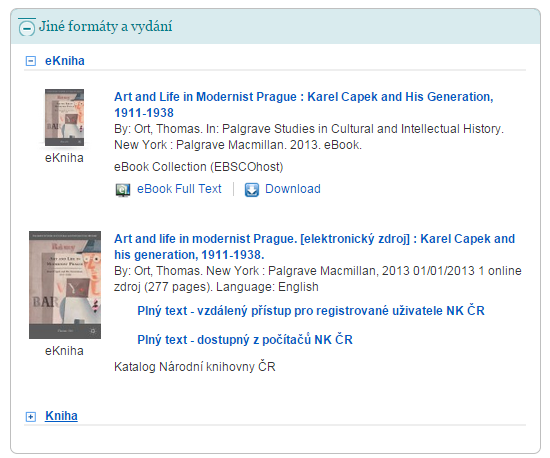 Jiné formáty a vydání
eKniha
Art and Life in Modernist Prague : Karel Capek and His Generation,
1911-1938
By: Ort, Thomas. In: Palgrave Studies in Cultural and Intellectual History.
New York : Palgrave Macmillan. 2013. eBook.
eKniha
eBook Collection (EBSCOhost)
eBook Full Text
Download
Art and life in modernist Prague. [elektronický zdroj] : Karel Capek and
his generation, 1911-1938.
By: Ort, Thomas. New York : Palgrave Macmillan, 2013 01/01/2013 1 online
zdroj (277 pages). Language: English
BAR
Plný text - vzdálený přístup pro registrované uživatele NK ČR
Plný text - dostupný z počítačů NK ČR
eKniha
Katalog Národní knihovny ČR
Kniha